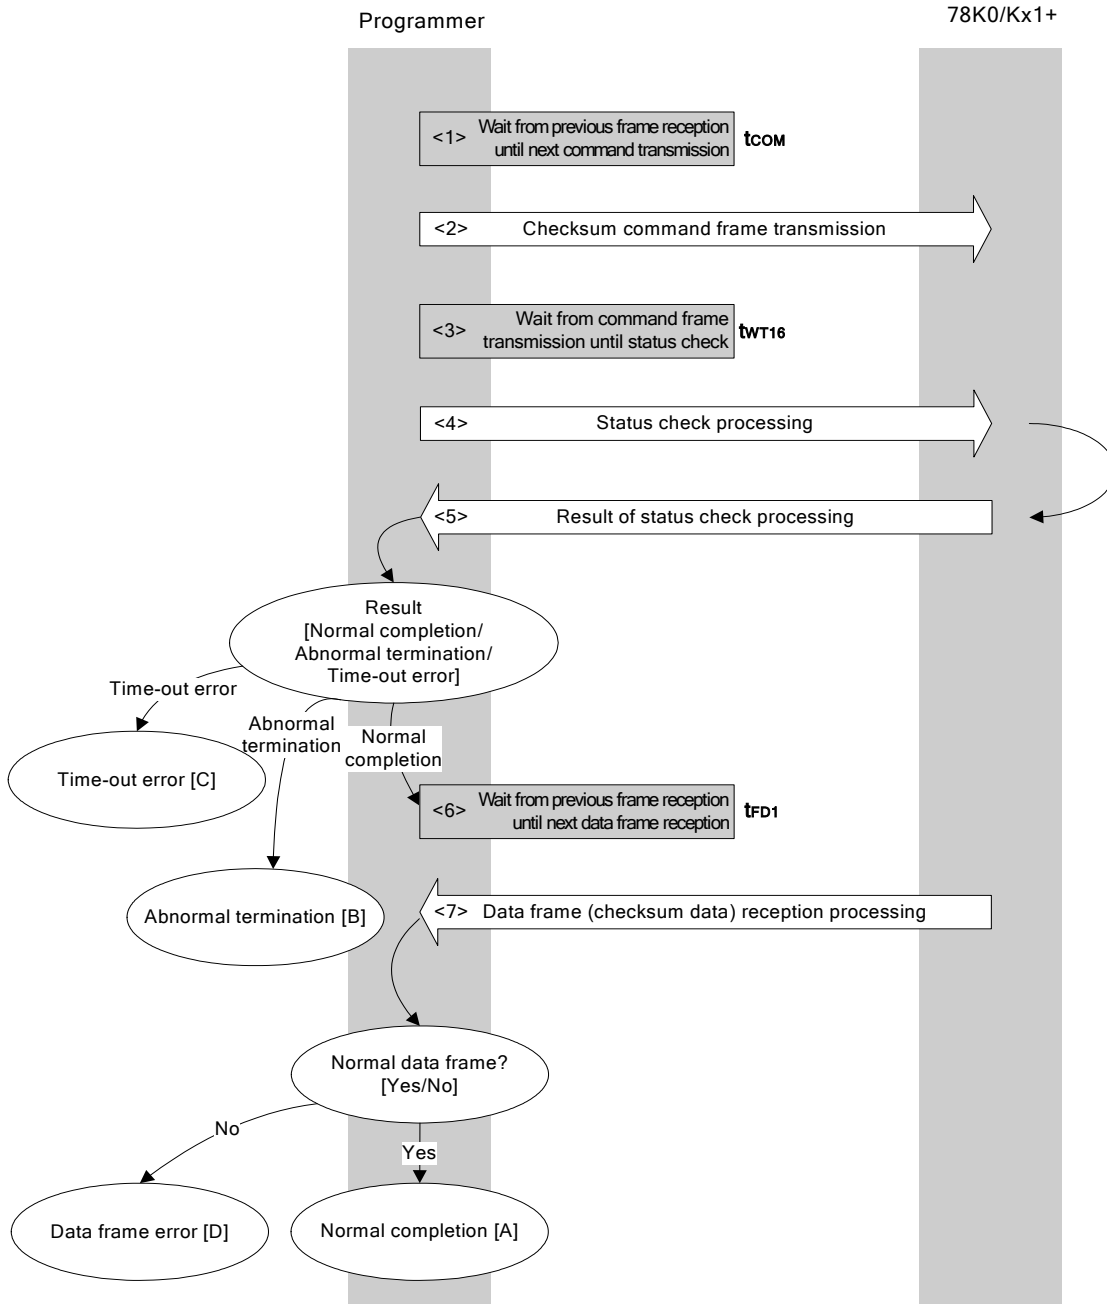 Programmer
78K0/Kx1+
<1> Wait from previous frame reception
until next command transmission
tCOM
<2> Checksum command frame transmission
<3> Wait from command frame
transmission until status check
tWT16
<4> Status check processing
<5> Result of status check processing
Result
[Normal completion/
Abnormal termination/
Time-out error]
Time-out error
Abnormal
termination
Normal
completion
Time-out error [C]
<6> Wait from previous frame reception
until next data frame reception
tFD1
Abnormal termination [B]
<7> Data frame (checksum data) reception processing
Normal data frame?
[Yes/No]
No
Yes
Data frame error [D]
Normal completion [A]